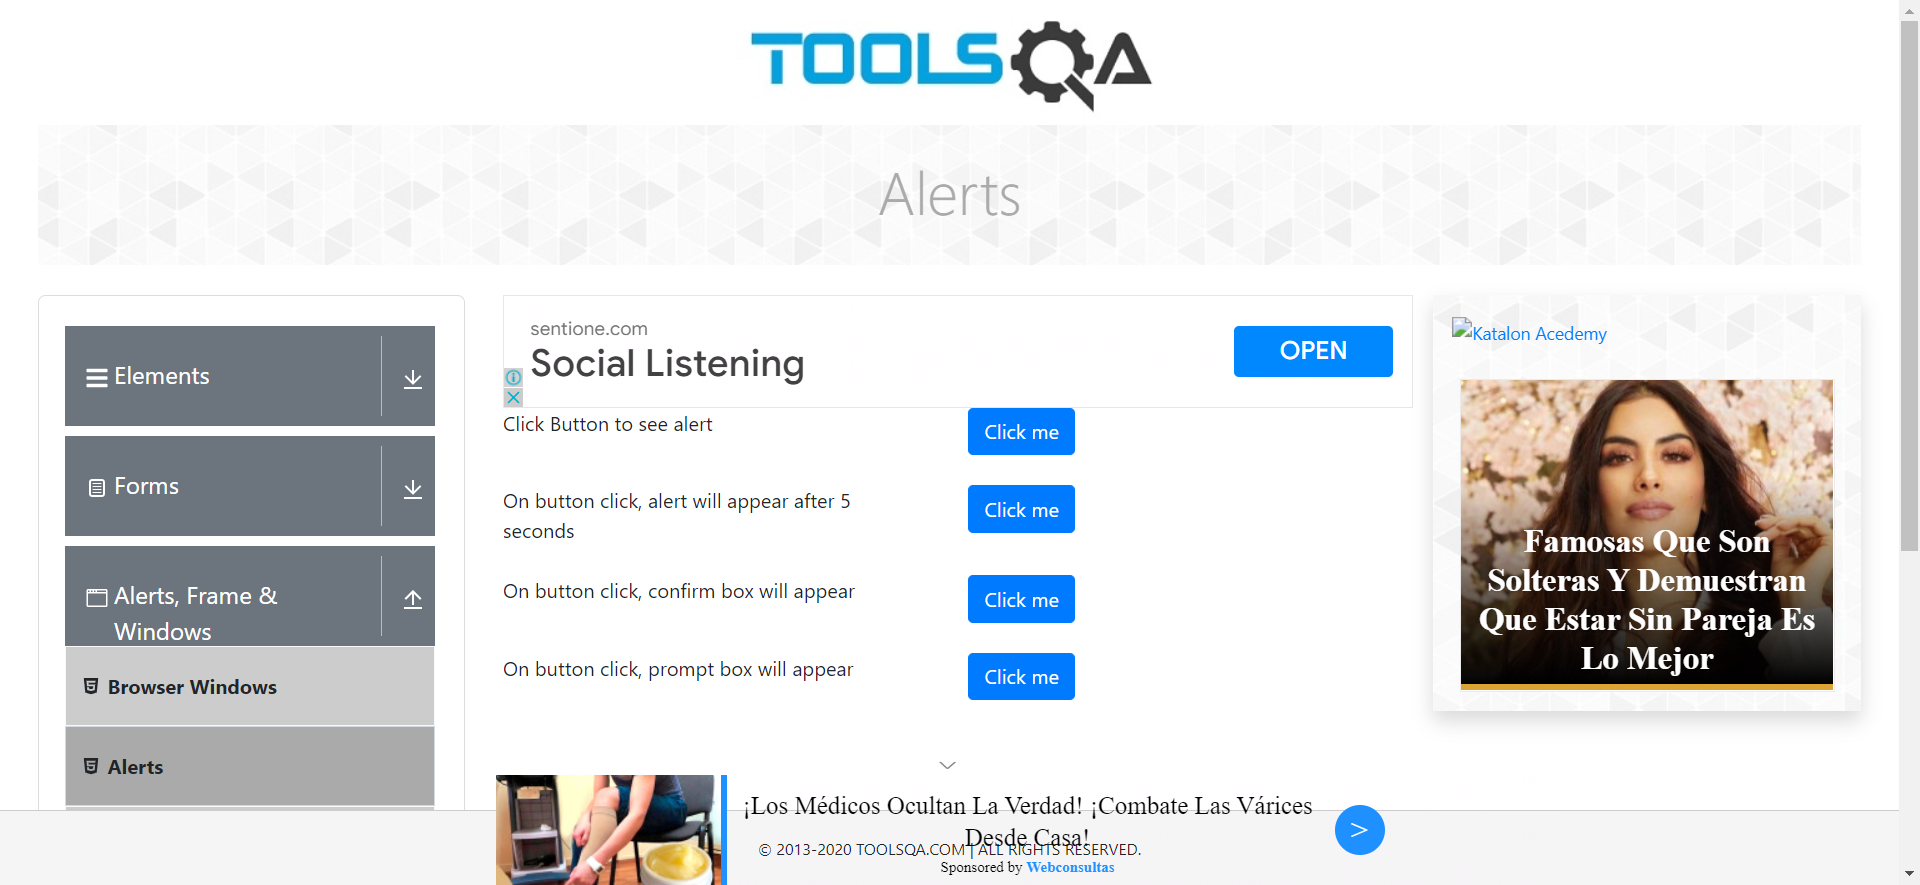 TOOLSQA
Alerts
Elements
Forms
Alerts, Frame &
Windows
Browser Windows
Alerts
sentione.com
Social Listening
OPEN
Click Button to see alert
Click me
On button click, alert will appear after 5
seconds
Click me
On button click, confirm box will appear
Click me
On button click, prompt box will appear
Click me
Katalon Acedemy
Famosas Que Son
Solteras Y Demuestran
Que Estar Sin Pareja Es
Lo Mejor
¡Los Médicos Ocultan La Verdad! ¡Combate Las Várices
Desde Casa!
© 2013-2020 TOOLSQA.COM | ALL RIGHTS RESERVED.
Sponsored by Webconsultas